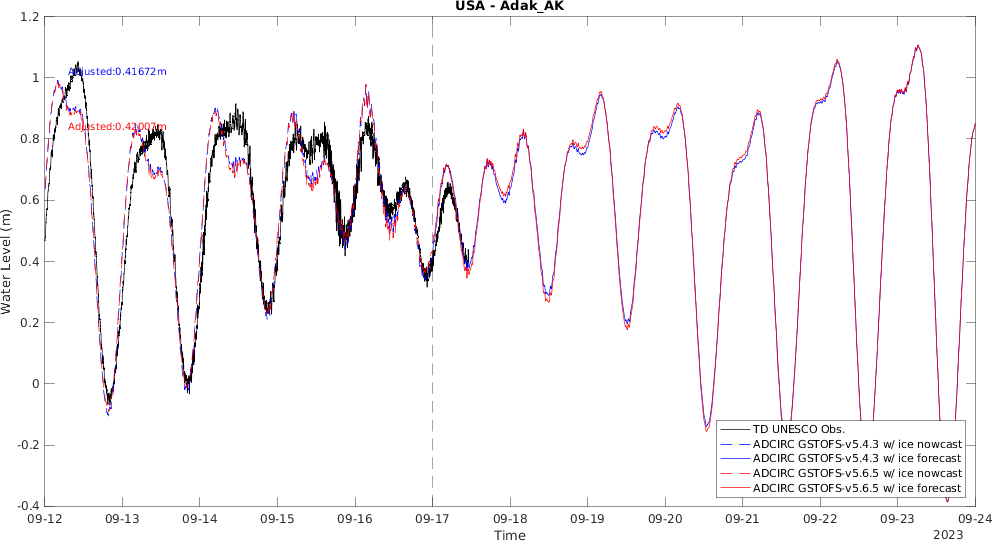 USA - Adak_AK
1.2
1
0.8
0.6
0.4
0.2
0
-0.2
-0.4
Water Level (m)
Adjusted:0.41672m
Adjusted:0.42007m
TD UNESCO Obs.
ADCIRC GSTOFS-v5.4.3 w/ ice nowcast
ADCIRC GSTOFS-v5.4.3 w/ ice forecast
ADCIRC GSTOFS-v5.6.5 w/ ice nowcast
ADCIRC GSTOFS-v5.6.5 w/ ice forecast
09-12 09-13 09-14 09-15 09-16 09-17 09-18 09-19 09-20 09-21 09-22 09-23 09-24
Time
2023